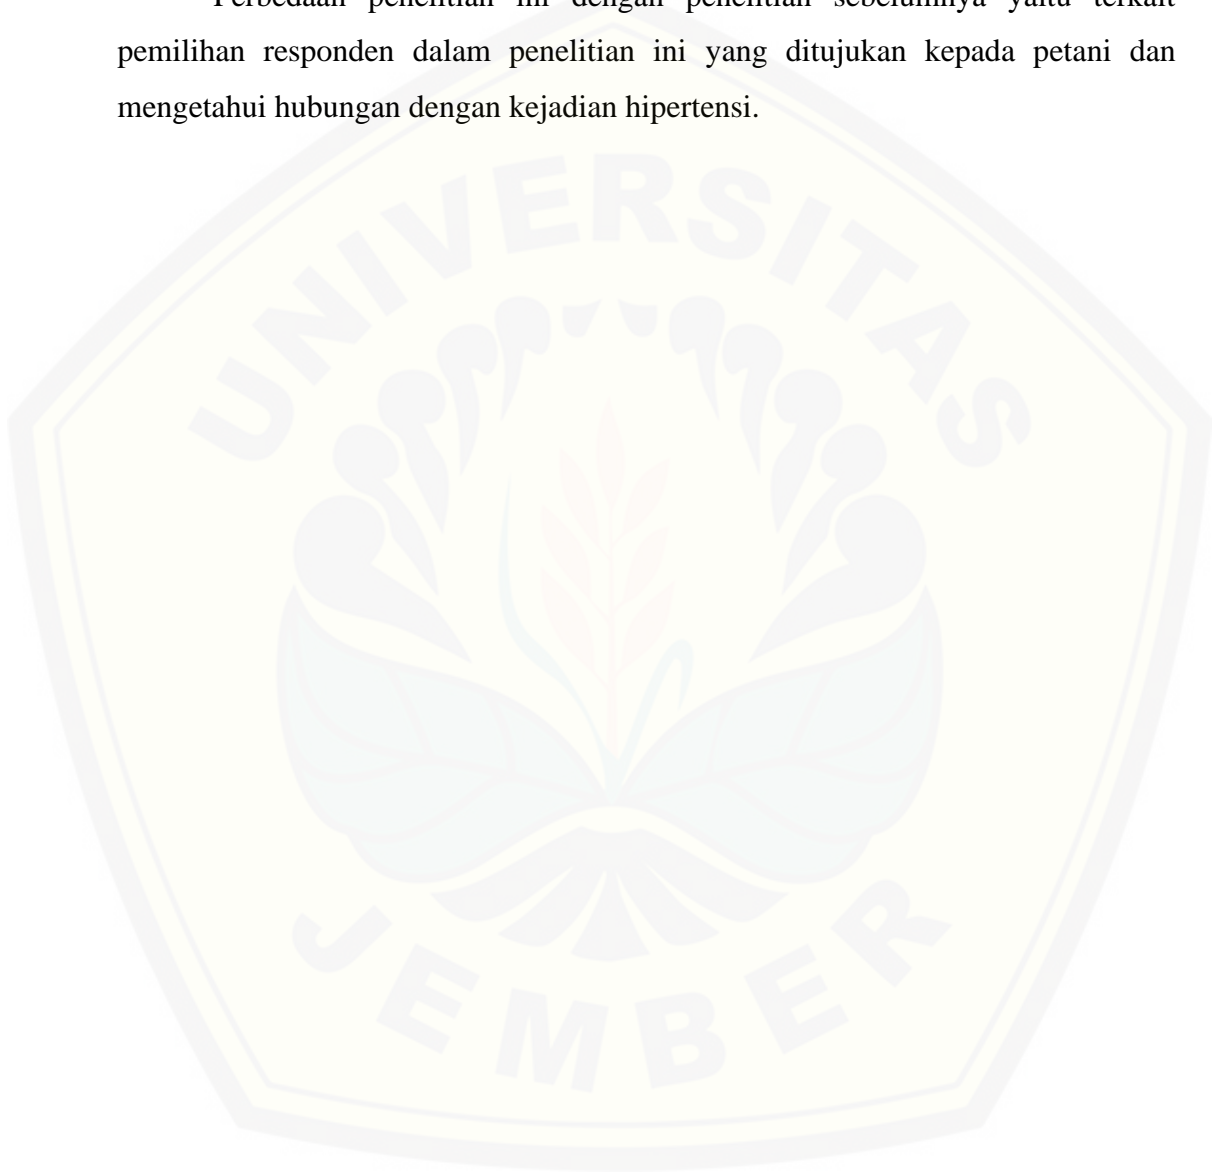 Perbedaan penelitian ini dengan penelitian sebelumnya yaitu terkait
pemilihan responden dalam penelitian ini yang ditujukan kepada petani dan
mengetahui hubungan dengan kejadian hipertensi.
UNIVERSITAS
JEMBER